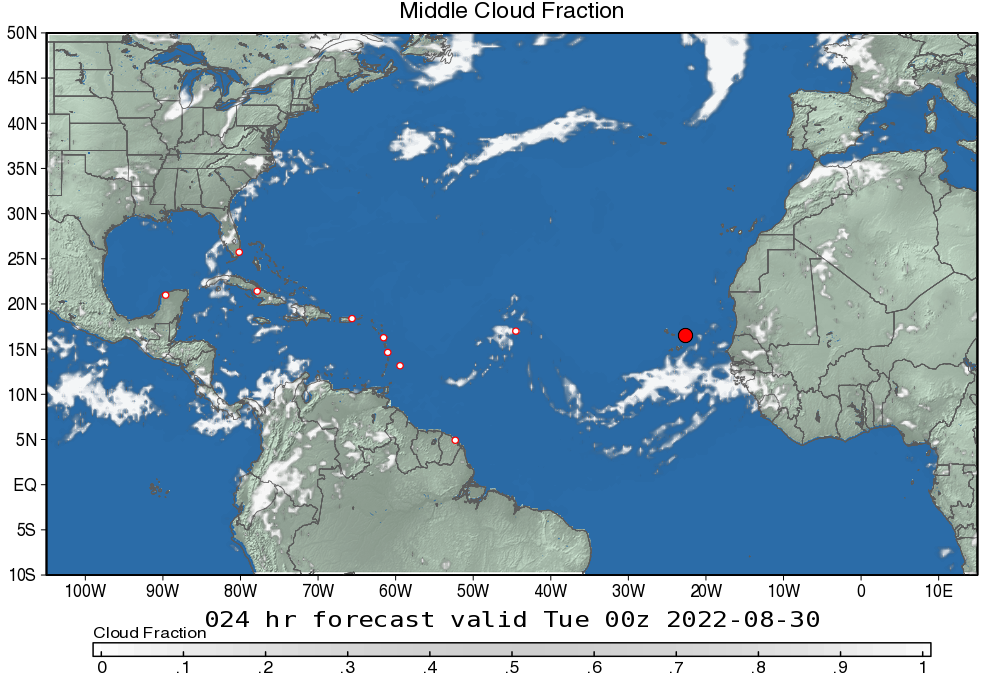 Middle Cloud Fraction
50N
45N
40N
35N
30N
25N
20N
15N
10N
5N
EQ
5S
10S
100W 90W 80W 70W 60W 50W 40W 30W 20W 10W 0 10E
024 hr forecast valid Tue 00z 2022-08-30
Cloud Fraction
0 .1 .2 .3 .4 .5 .6 .7 .8 .9 1